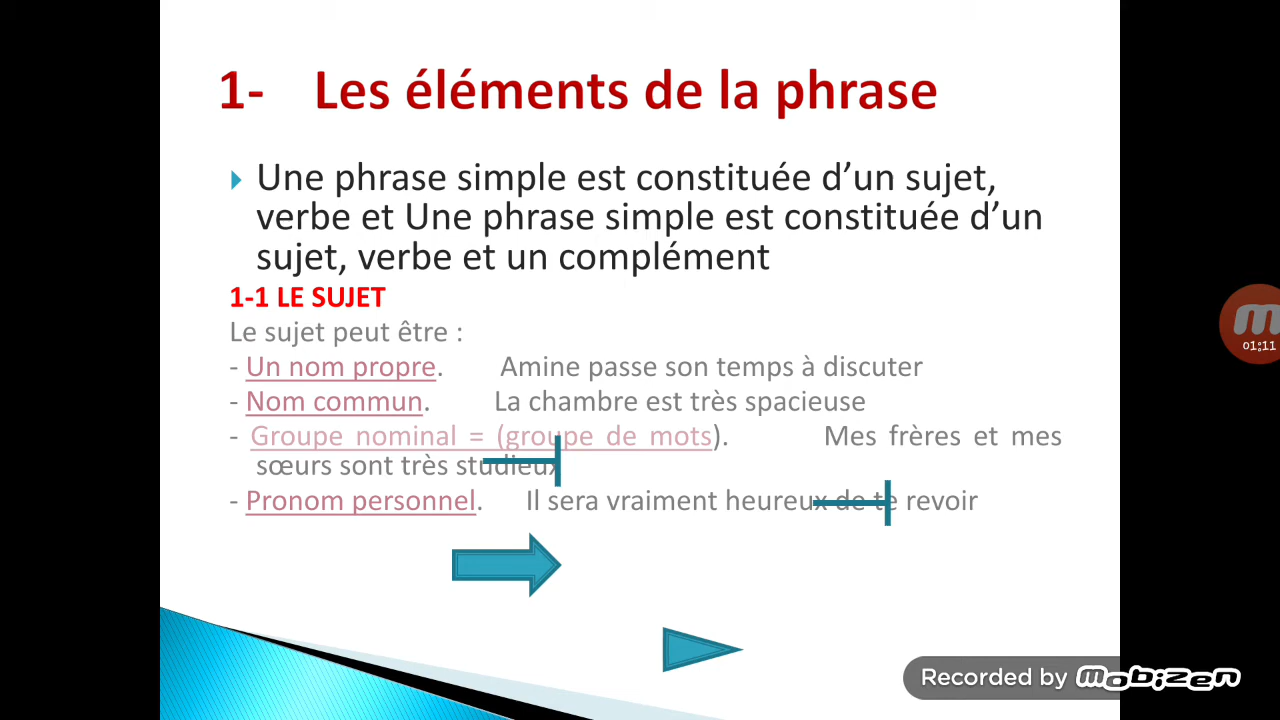 1- Les éléments de la phrase
Une phrase simple est constituée d’un sujet,
verbe et Une phrase simple est constituée d’un
sujet, verbe et un complément
1-1 LE SUJET
Le sujet peut être :
- Un nom propre. Amine passe son temps à discuter
- Nom commun. La chambre est très spacieuse
- Groupe nominal = (groupe de mots). Mes frères et mes
sœurs sont très studieux
- Pronom personnel. Il sera vraiment heureux de te revoir
01:11
Recorded by mobizen